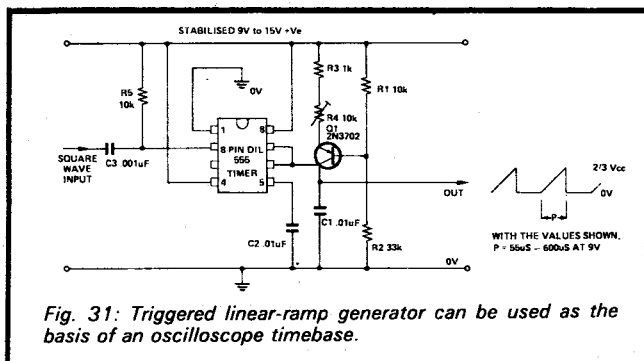 STABILISED 9V to 15V +Ve
R5
10k
R3 1k
R1 10k
0V
R4 10k
Q1
2N3702
1
8
8 PIN DIL
555
TIMER
4
5
SQUARE
WAVE
INPUT
C3 .001uF
C2 .01uF
C1 .01uF
R2 33k
OUT
2/3 Vcc
0V
P
WITH THE VALUES SHOWN,
P = 55uS – 600uS AT 9V
0V
Fig. 31: Triggered linear-ramp generator can be used as the
basis of an oscilloscope timebase.